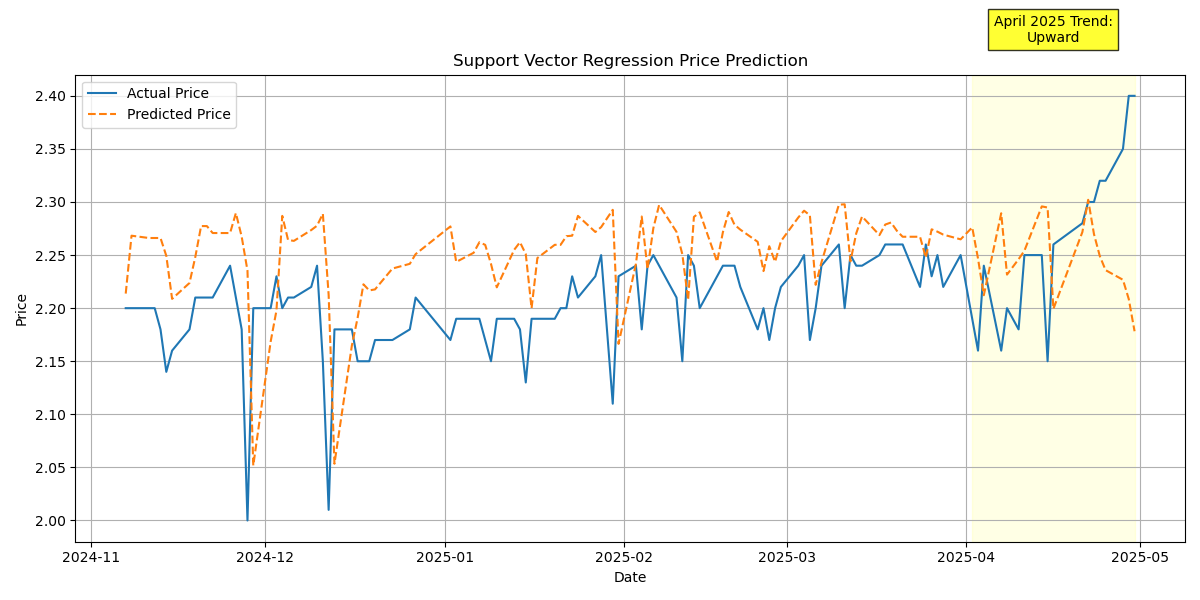 April 2025 Trend:
Upward
Support Vector Regression Price Prediction
Actual Price
Predicted Price
Price
2.40
2.35
2.30
2.25
2.20
2.15
2.10
2.05
2.00
2024-11
2024-12
2025-01
2025-02
2025-03
2025-04
2025-05
Date